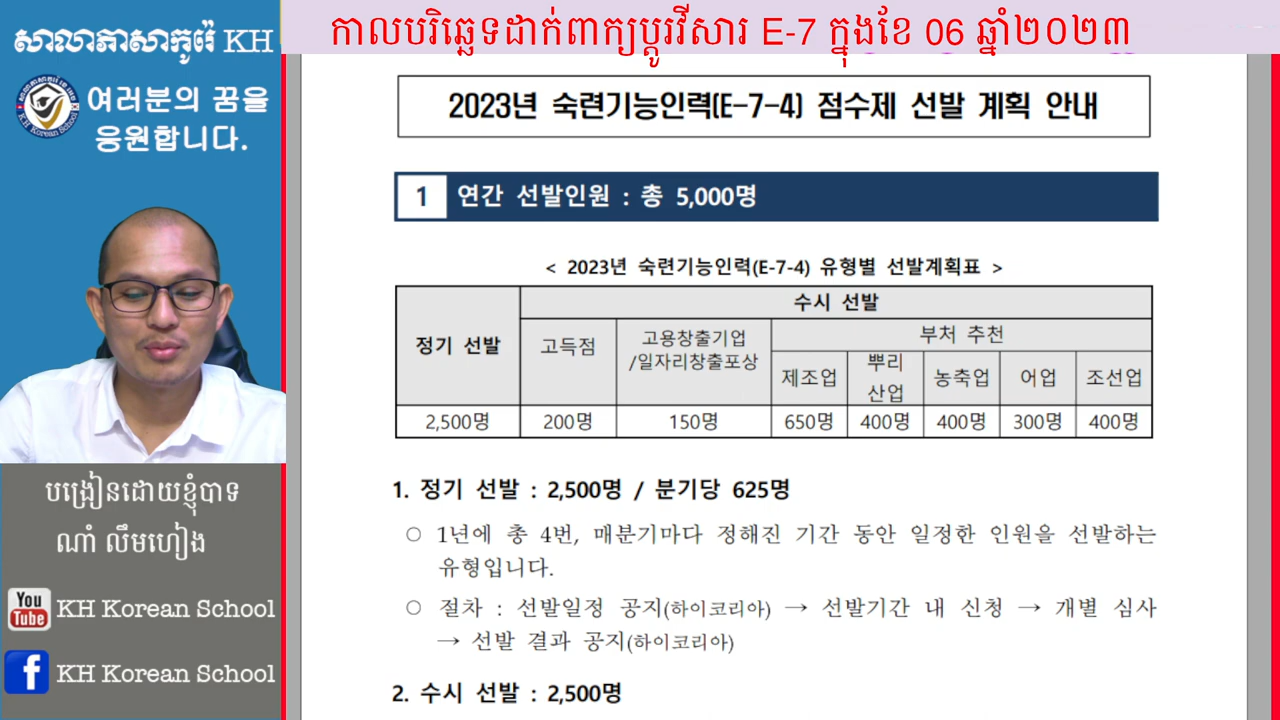 កាលបរិច្ឆេទដាក់ពាក្យប្តូរវីសារ E-7 ក្នុងខែ 06 ឆ្នាំ២០២៣
សាលាភាសាកូរ៉េ KH
여러분의 꿈을
응원합니다.
បង្រៀនដោយខ្ញុំបាទ
ណាំ លឹមហៀង
You
Tube
KH Korean School
f
KH Korean School
2023년 숙련기능인력(E-7-4) 점수제 선발 계획 안내
1 연간 선발인원 : 총 5,000명
< 2023년 숙련기능인력(E-7-4) 유형별 선발계획표 >
정기 선발
수시 선발
고득점
고용창출기업
/일자리창출포상
부처 추천
제조업
뿌리
산업
농축업
어업
조선업
2,500명 200명 150명 650명 400명 400명 300명 400명
1. 정기 선발 : 2,500명 / 분기당 625명
○ 1년에 총 4번, 매분기마다 정해진 기간 동안 일정한 인원을 선발하는
유형입니다.
○ 절차 : 선발일정 공지(하이코리아) → 선발기간 내 신청 → 개별 심사
→ 선발 결과 공지(하이코리아)
2. 수시 선발 : 2,500명